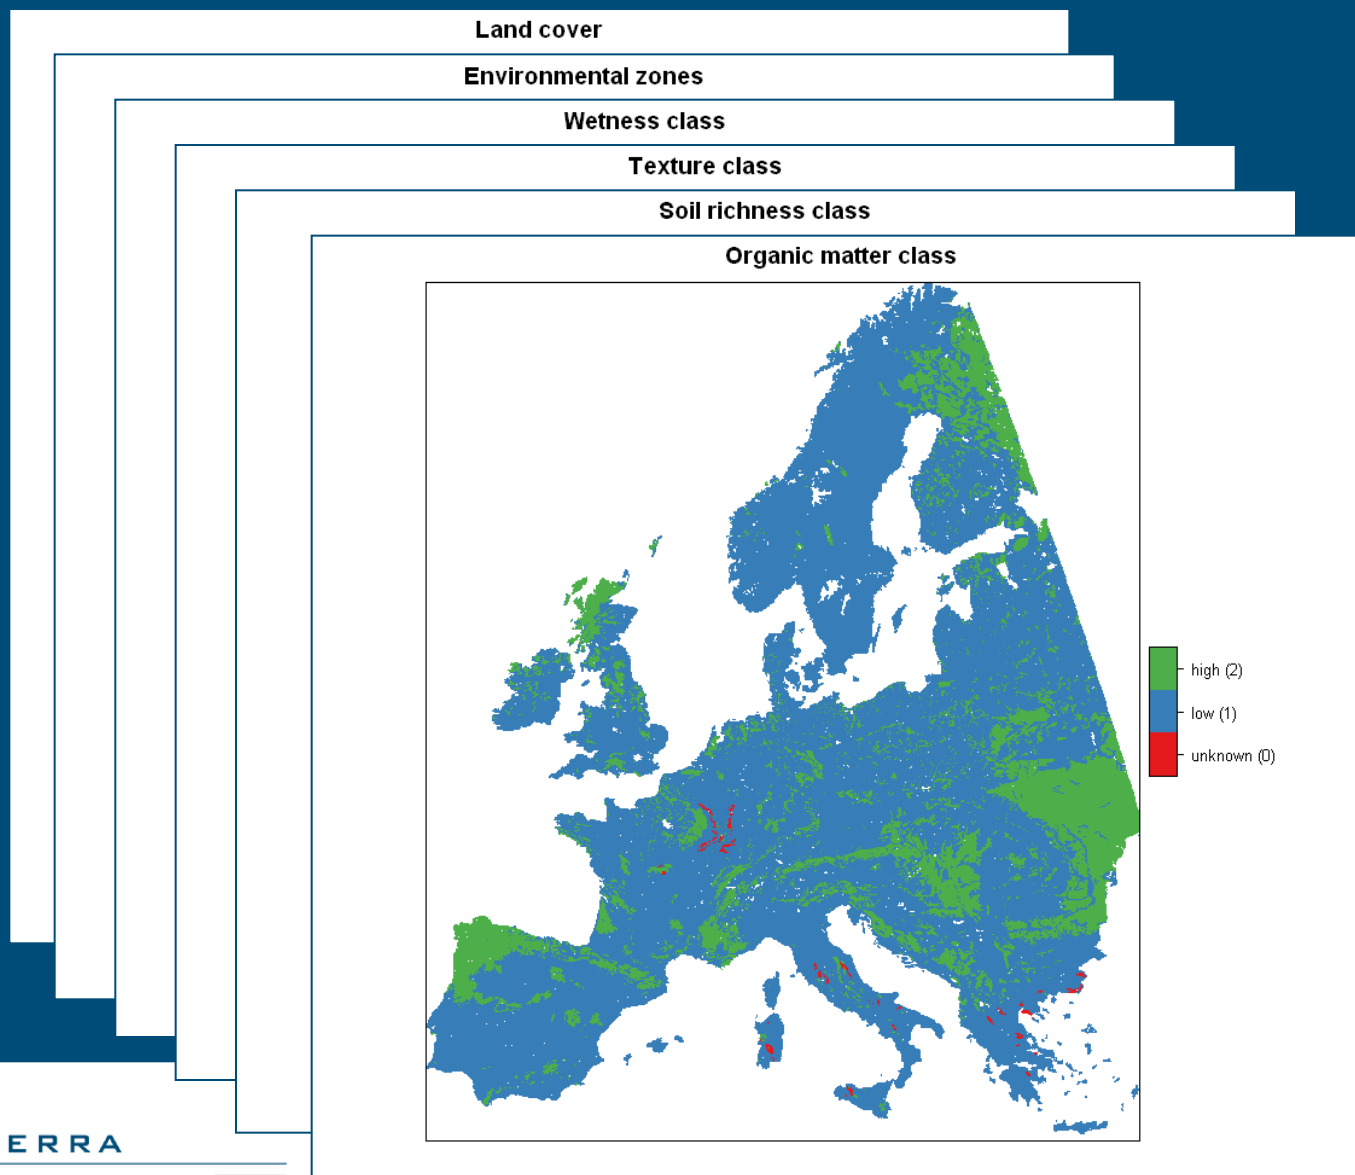 Land cover
Environmental zones
Wetness class
Texture class
Soil richness class
Organic matter class
high (2)
low (1)
unknown (0)
ERRA